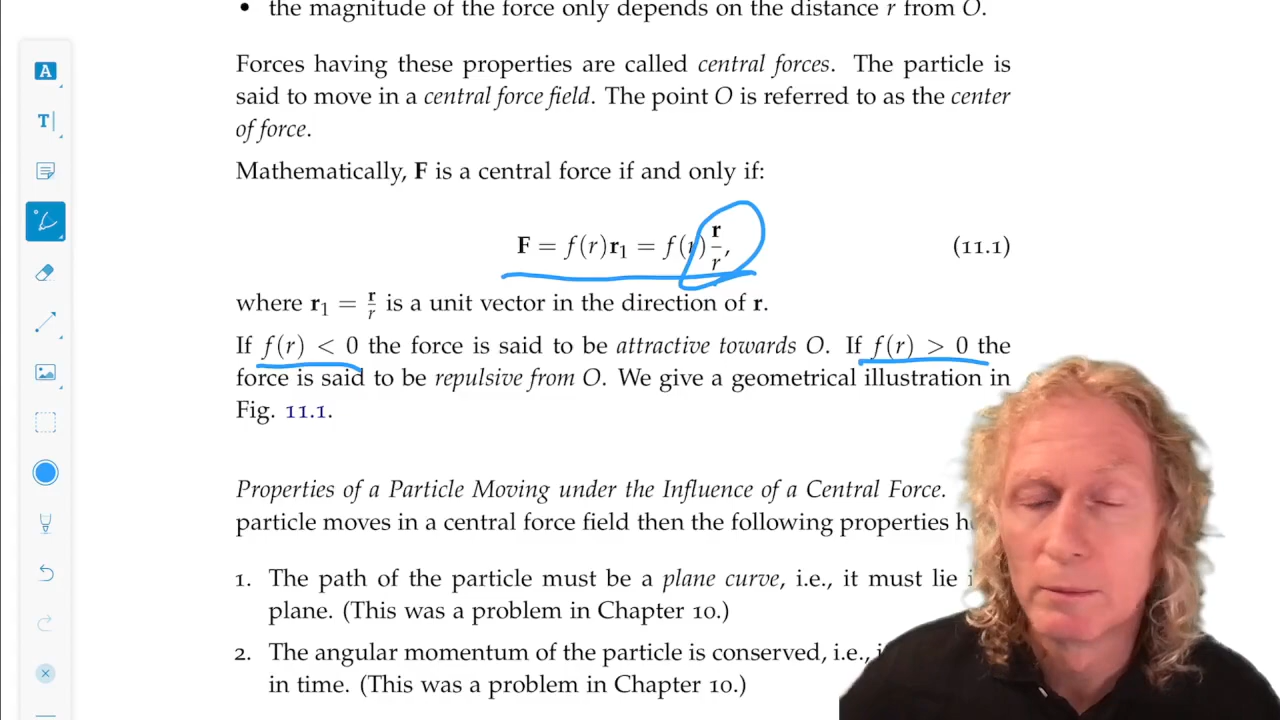 • the magnitude of the force only depends on the distance r from O.
Forces having these properties are called central forces. The particle is
said to move in a central force field. The point O is referred to as the center
of force.
Mathematically, F is a central force if and only if:
F = f(r)r₁ = f(r) r/r, (11.1)
where r₁ = r/r is a unit vector in the direction of r.
If f(r) < 0 the force is said to be attractive towards O. If f(r) > 0 the
force is said to be repulsive from O. We give a geometrical illustration in
Fig. 11.1.
Properties of a Particle Moving under the Influence of a Central Force.
particle moves in a central force field then the following properties
1. The path of the particle must be a plane curve, i.e., it must lie
plane. (This was a problem in Chapter 10.)
2. The angular momentum of the particle is conserved, i.e.,
in time. (This was a problem in Chapter 10.)
A
T|